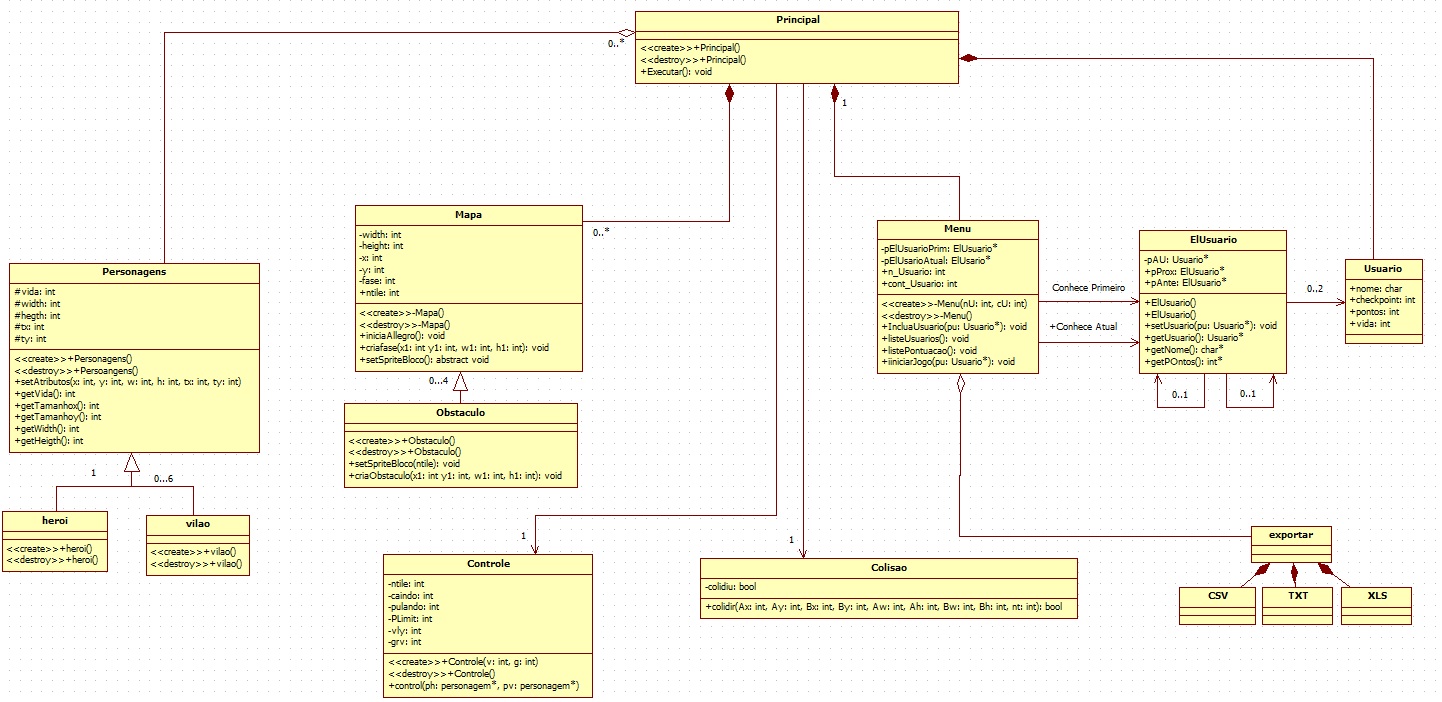 Principal
<<create>>+Principal()
<<destroy>>+Principal()
+Executar(): void
0..*
1
Mapa
-width: int
-height: int
-x: int
-y: int
-fase: int
+ntile: int
<<create>>-Mapa()
<<destroy>>-Mapa()
+iniciaAllegro(): void
+criafase(x1: int y1: int, w1: int, h1: int): void
+setSpriteBloco(): abstract void
0..*
0...4
Menu
-pElUsuarioPrim: ElUsuario*
-pElUsarioAtual: ElUsario*
+n_Usuario: int
+cont_Usuario: int
<<create>>-Menu(nU: int, cU: int)
<<destroy>>-Menu()
+IncluaUsuario(pu: Usuario*): void
+listeUsuarios(): void
+listePontuacao(): void
+iiniciarJogo(pu: Usuario*): void
Conhece Primeiro
+Conhece Atual
ElUsuario
-pAU: Usuario*
+pProx: ElUsuario*
+pAnte: ElUsuario*
+ElUsuario()
+ElUsuario()
+setUsuario(pu: Usuario*): void
+getUsuario(): Usuario*
+getNome(): char*
+getPOntos(): int*
0..1
0..1
0..2
Usuario
+nome: char
+checkpoint: int
+pontos: int
+vida: int
Personagens
#vida: int
#width: int
#hegth: int
#tx: int
#ty: int
<<create>>+Personagens()
<<destroy>>+Persoangens()
+setAtributos(x: int, y: int, w: int, h: int, tx: int, ty: int)
+getVida(): int
+getTamanhox(): int
+getTamanhoy(): int
+getWidth(): int
+getHeigth(): int
1
0...6
Obstaculo
<<create>>+Obstaculo()
<<destroy>>+Obstaculo()
+setSpriteBloco(ntile): void
+criaObstaculo(x1: int y1: int, w1: int, h1: int): void
heroi
<<create>>+heroi()
<<destroy>>+heroi()
vilao
<<create>>+vilao()
<<destroy>>+vilao()
1
Controle
-ntile: int
-caindo: int
-pulando: int
-PLimit: int
-vly: int
-grv: int
<<create>>+Controle(v: int, g: int)
<<destroy>>+Controle()
+control(ph: personagem*, pv: personagem*)
1
Colisao
-colidiu: bool
+colidir(Ax: int, Ay: int, Bx: int, By: int, Aw: int, Ah: int, Bw: int, Bh: int, nt: int): bool
exportar
CSV
TXT
XLS